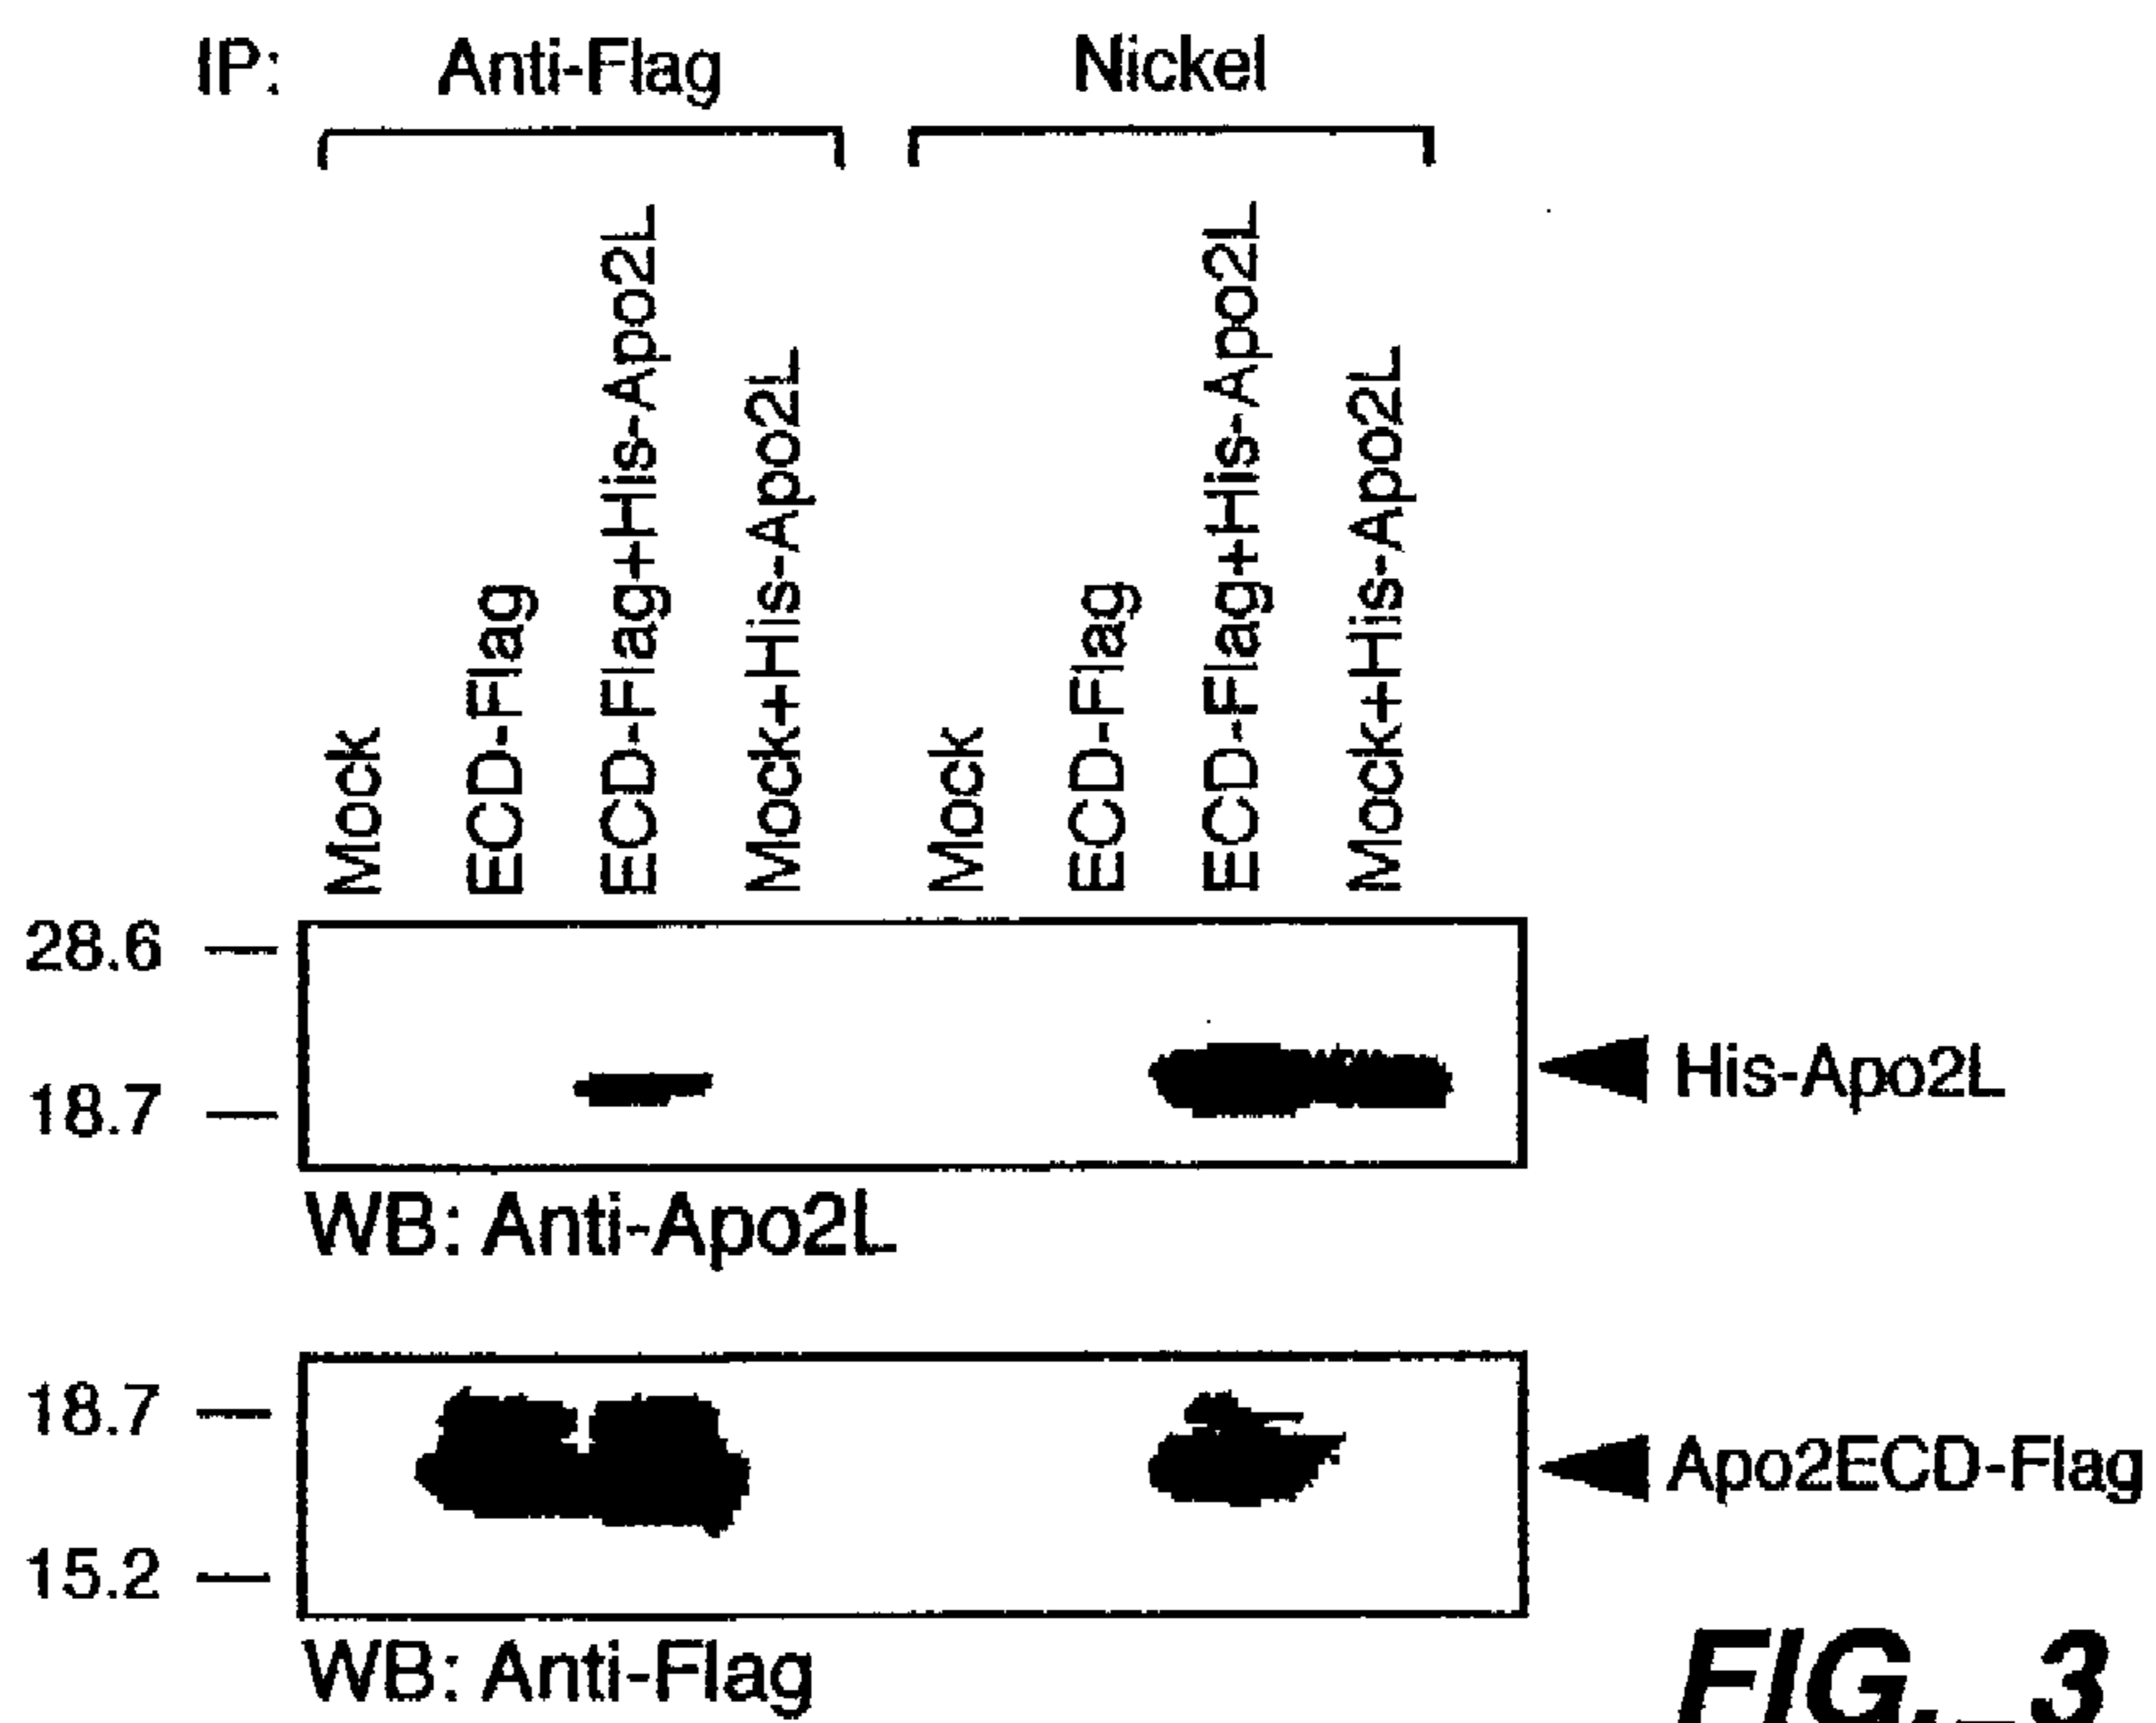 IP: Anti-Flag Nickel
Mock
ECD-Flag
ECD-Flag+His-Apo2L
Mock+His-Apo2L
Mock
ECD-Flag
ECD-Flag+His-Apo2L
Mock+His-Apo2L
28.6
His-Apo2L
18.7
WB: Anti-Apo2L
18.7
Apo2ECD-Flag
15.2
WB: Anti-Flag
FIG._3